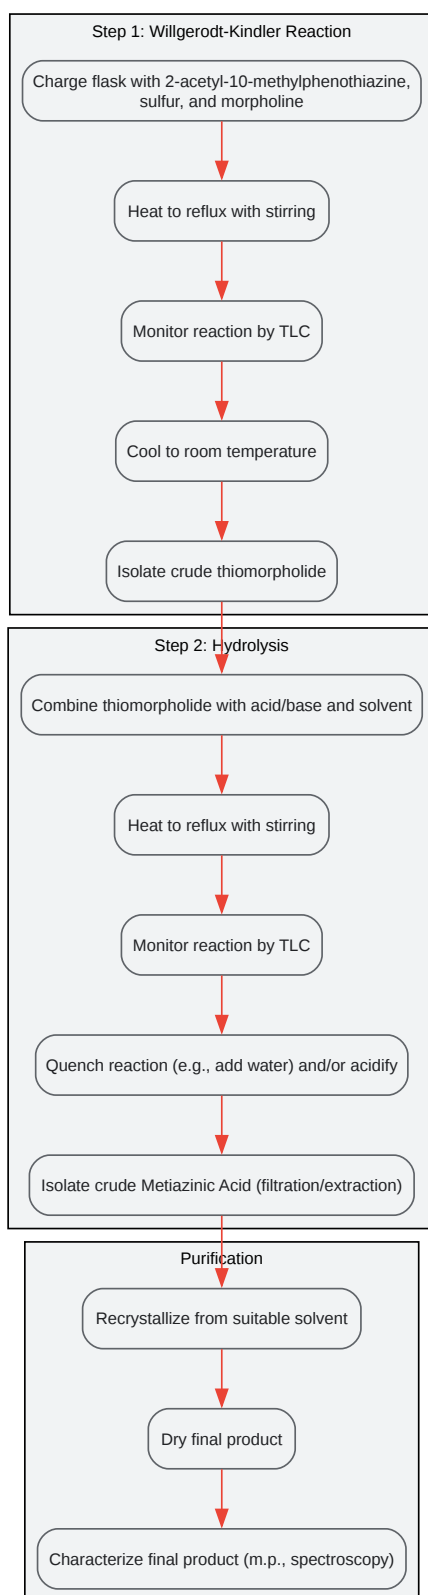 Step 1: Willgerodt-Kindler Reaction
Charge flask with 2-acetyl-10-methylphenothiazine,
sulfur, and morpholine
Heat to reflux with stirring
Monitor reaction by TLC
Cool to room temperature
Isolate crude thiomorpholide
Step 2: Hydrolysis
Combine thiomorpholide with acid/base and solvent
Heat to reflux with stirring
Monitor reaction by TLC
Quench reaction (e.g., add water) and/or acidify
Isolate crude Metiazinic Acid (filtration/extraction)
Purification
Recrystallize from suitable solvent
Dry final product
Characterize final product (m.p., spectroscopy)